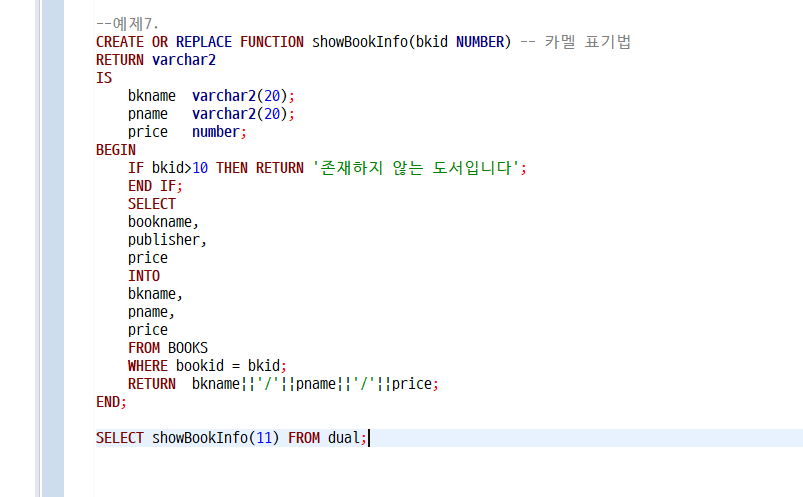 --예제7.
CREATE OR REPLACE FUNCTION showBookInfo(bkid NUMBER) -- 카멜 표기법
RETURN varchar2
IS
bkname varchar2(20);
pname varchar2(20);
price number;
BEGIN
IF bkid>10 THEN RETURN '존재하지 않는 도서입니다';
END IF;
SELECT
bookname,
publisher,
price
INTO
bkname,
pname,
price
FROM BOOKS
WHERE bookid = bkid;
RETURN bkname||'/'||pname||'/'||price;
END;
SELECT showBookInfo(11) FROM dual;